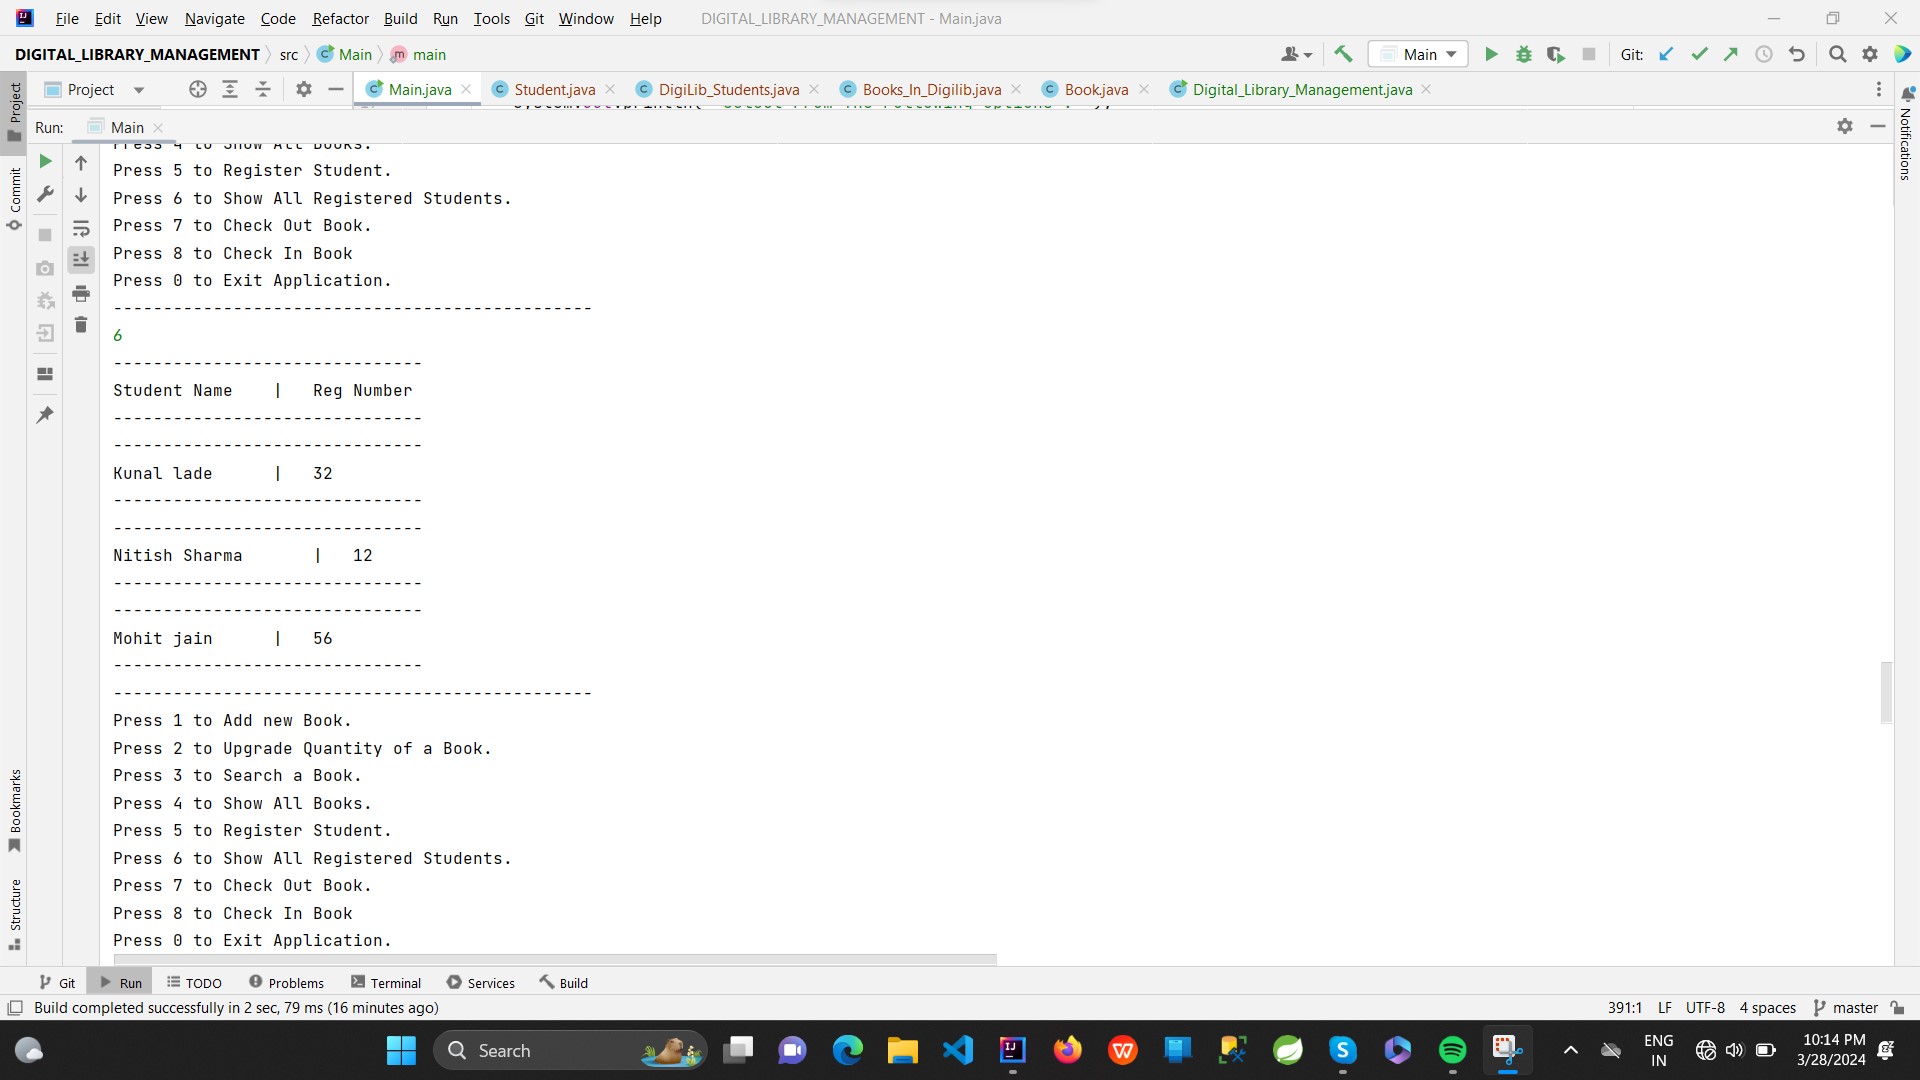 File Edit View Navigate Code Refactor Build Run Tools Git Window Help DIGITAL_LIBRARY_MANAGEMENT - Main.java
DIGITAL_LIBRARY_MANAGEMENT src Main main Main Git:
Project Main.java Student.java DigiLib_Students.java Books_In_Digilib.java Book.java Digital_Library_Management.java
Run: Main
Press 4 to Show All Books.
Press 5 to Register Student.
Press 6 to Show All Registered Students.
Press 7 to Check Out Book.
Press 8 to Check In Book
Press 0 to Exit Application.
------------------------------------------------
6
-------------------------------
Student Name    |   Reg Number
-------------------------------
-------------------------------
Kunal lade      |   32
-------------------------------
-------------------------------
Nitish Sharma       |   12
-------------------------------
-------------------------------
Mohit jain      |   56
-------------------------------
------------------------------------------------
Press 1 to Add new Book.
Press 2 to Upgrade Quantity of a Book.
Press 3 to Search a Book.
Press 4 to Show All Books.
Press 5 to Register Student.
Press 6 to Show All Registered Students.
Press 7 to Check Out Book.
Press 8 to Check In Book
Press 0 to Exit Application.
Project
Commit
Bookmarks
Structure
Notifications
Git Run TODO Problems Terminal Services Build
Build completed successfully in 2 sec, 79 ms (16 minutes ago) 391:1 LF UTF-8 4 spaces master
Search ENG 10:14 PM
IN 3/28/2024